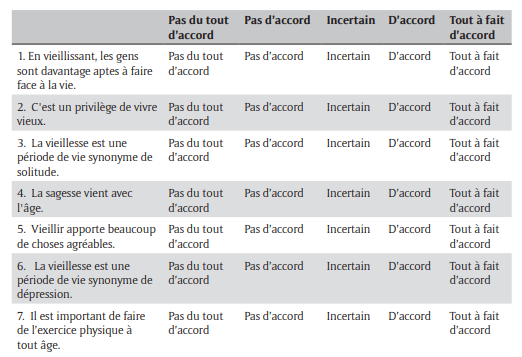 Pas du tout d'accord Pas d'accord Incertain D'accord Tout à fait d'accord
1. En vieillissant, les gens Pas du tout Pas d'accord Incertain D'accord Tout à fait
sont davantage aptes à faire d'accord d'accord
face à la vie.
2. C'est un privilège de vivre Pas du tout Pas d'accord Incertain D'accord Tout à fait
vieux. d'accord d'accord
3. La vieillesse est une Pas du tout Pas d'accord Incertain D'accord Tout à fait
période de vie synonyme de d'accord d'accord
solitude.
4. La sagesse vient avec Pas du tout Pas d'accord Incertain D'accord Tout à fait
l'âge. d'accord d'accord
5. Vieillir apporte beaucoup Pas du tout Pas d'accord Incertain D'accord Tout à fait
de choses agréables. d'accord d'accord
6. La vieillesse est une Pas du tout Pas d'accord Incertain D'accord Tout à fait
période de vie synonyme de d'accord d'accord
dépression.
7. Il est important de faire Pas du tout Pas d'accord Incertain D'accord Tout à fait
de l'exercice physique à d'accord d'accord
tout âge.